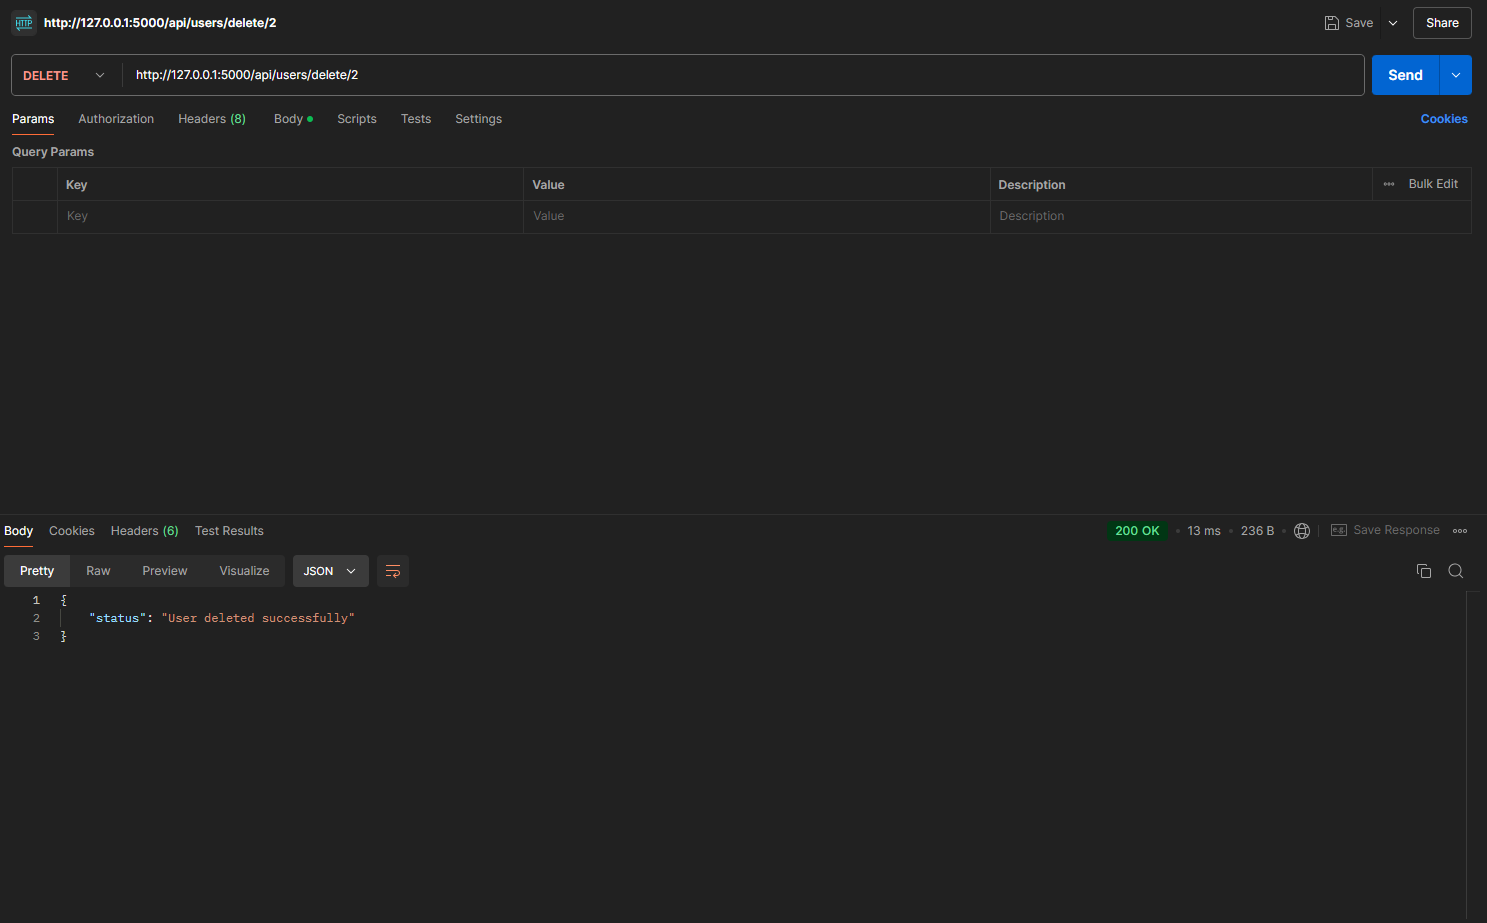 HTTP http://127.0.0.1:5000/api/users/delete/2 Save Share
DELETE http://127.0.0.1:5000/api/users/delete/2 Send
Params Authorization Headers (8) Body Scripts Tests Settings Cookies
Query Params
Key Value Description Bulk Edit
Key Value Description
Body Cookies Headers (6) Test Results 200 OK 13 ms 236 B e.g. Save Response
Pretty Raw Preview Visualize JSON
1 {
2 "status": "User deleted successfully"
3 }